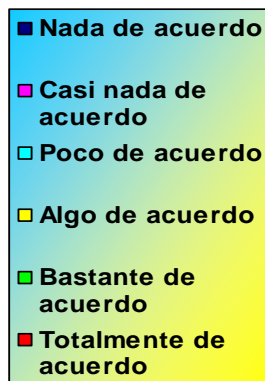 Nada de acuerdo
Casi nada de
acuerdo
Poco de acuerdo
Algo de acuerdo
Bastante de
acuerdo
Totalmente de
acuerdo